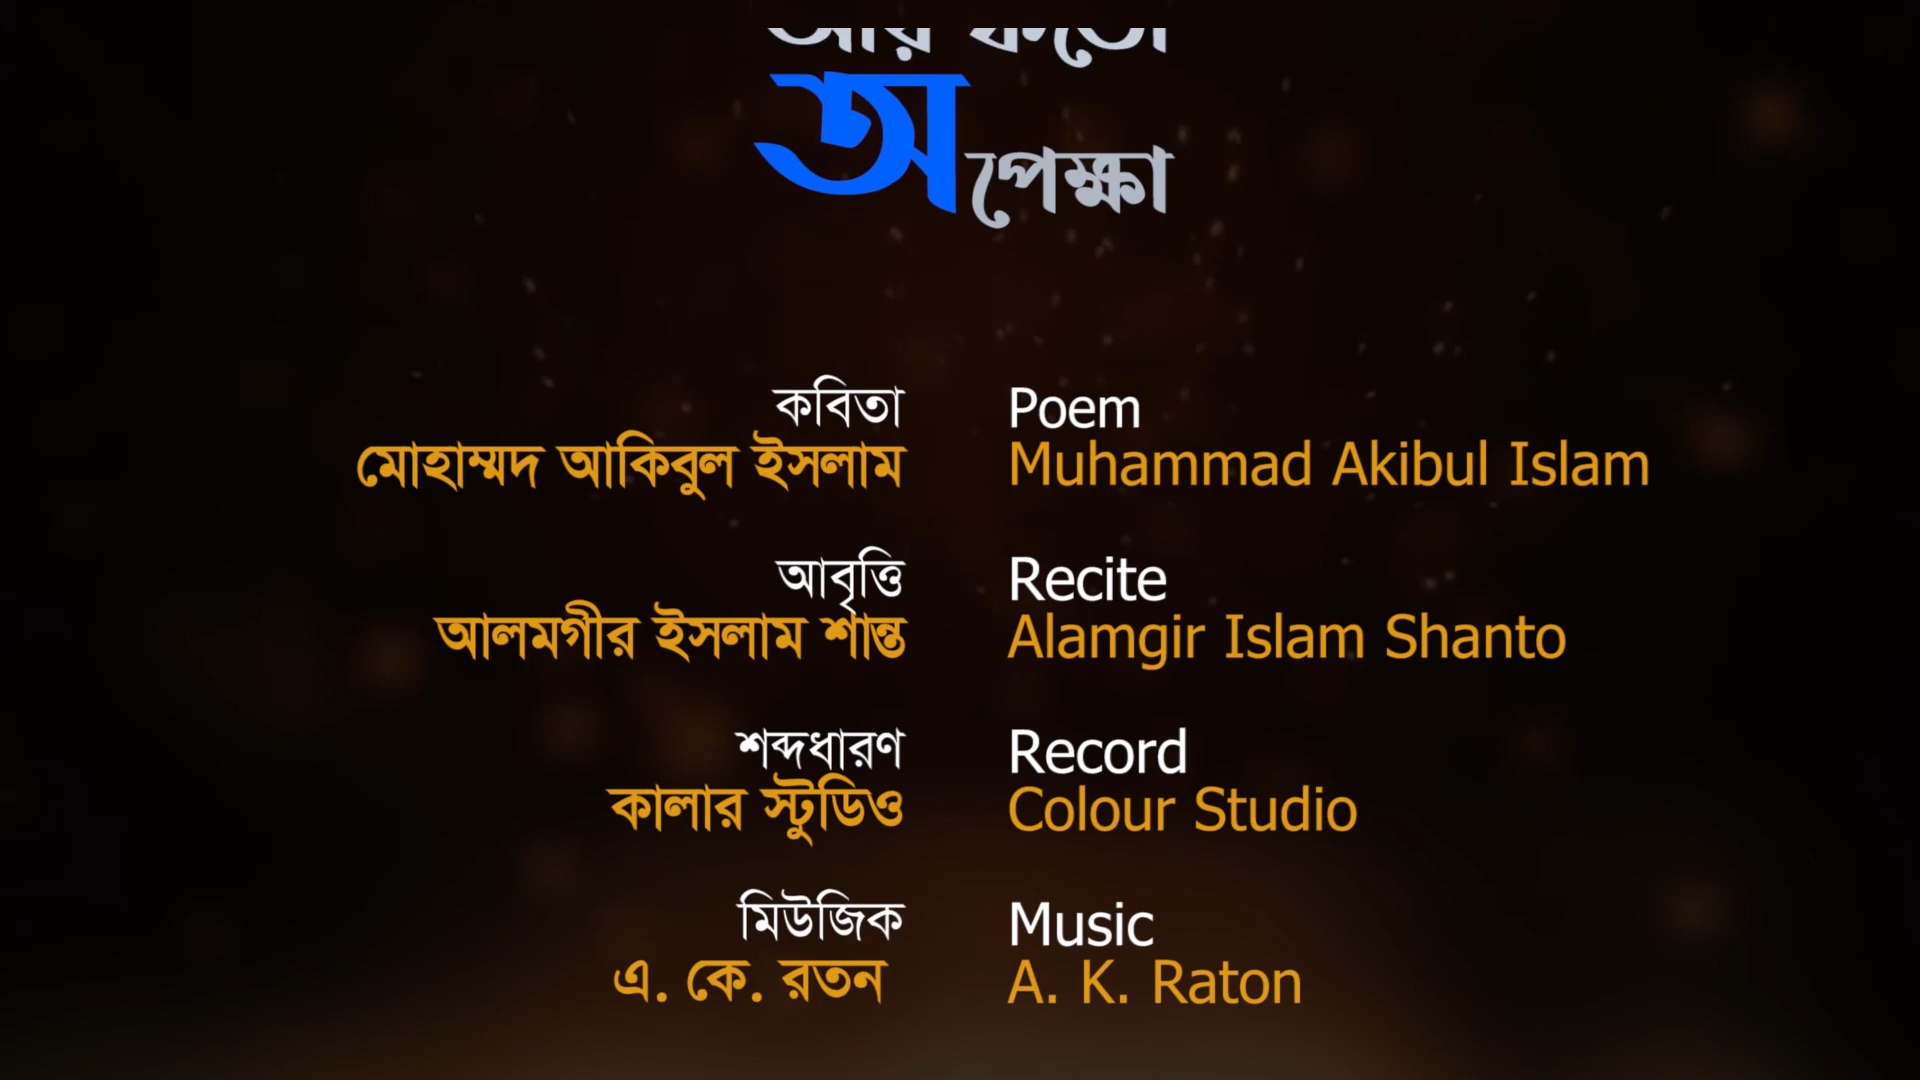 অপেক্ষা
কবিতা Poem
মোহাম্মদ আকিবুল ইসলাম Muhammad Akibul Islam
আবৃত্তি Recite
আলমগীর ইসলাম শান্ত Alamgir Islam Shanto
শব্দধারণ Record
কালার স্টুডিও Colour Studio
মিউজিক Music
এ. কে. রতন A. K. Raton